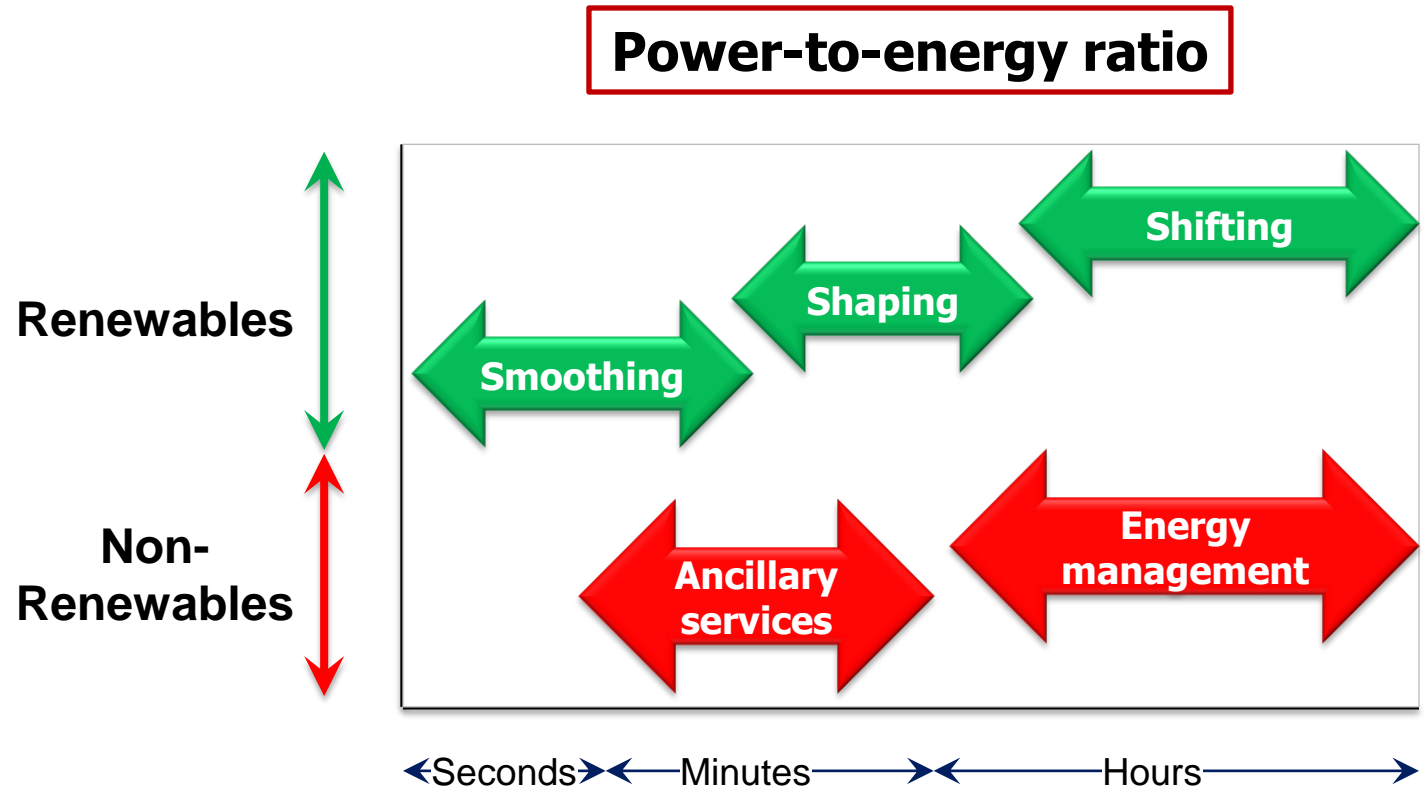 Power-to-energy ratio
Renewables
Shifting
Shaping
Smoothing
Non-
Renewables
Energy
management
Ancillary
services
Seconds
Minutes
Hours